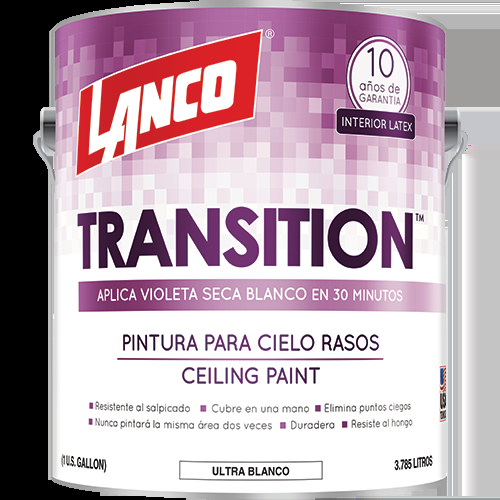 LANCO®
10
años de
GARANTIA
INTERIOR LATEX
TRANSITION™
APLICA VIOLETA SECA BLANCO EN 30 MINUTOS
PINTURA PARA CIELO RASOS
CEILING PAINT
Resistente al salpicado • Cubre en una mano • Elimina puntos ciegos
Nunca pintará la misma área dos veces • Duradera • Resiste al hongo
(1 U.S. GALLON)
ULTRA BLANCO
3.785 LITROS